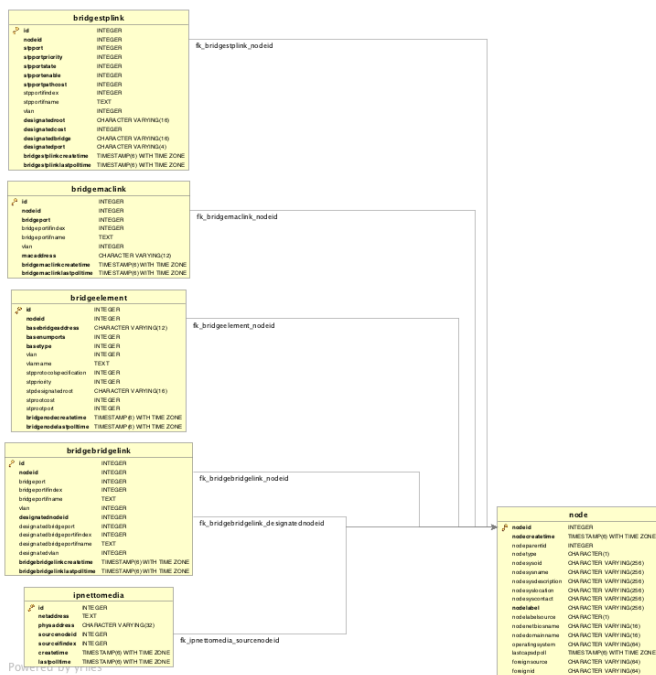 bridgestplink
id INTEGER
nodeid INTEGER
stpport INTEGER
stpportpriority INTEGER
stpportstate INTEGER
stpportenable INTEGER
stpportpathcost INTEGER
stpportifindex INTEGER
stpportifname TEXT
vlan INTEGER
designatedroot CHARACTER VARYING(16)
designatedcost INTEGER
designatedbridge CHARACTER VARYING(16)
designatedport CHARACTER VARYING(4)
bridgestplinkcreatetime TIMESTAMP(6) WITH TIME ZONE
bridgestplinklastpolltime TIMESTAMP(6) WITH TIME ZONE
fk_bridgestplink_nodeid
bridgemaclink
id INTEGER
nodeid INTEGER
bridgeport INTEGER
bridgeportifindex INTEGER
bridgeportifname TEXT
vlan INTEGER
macaddress CHARACTER VARYING(12)
bridgemaclinkcreatetime TIMESTAMP(6) WITH TIME ZONE
bridgemaclinklastpolltime TIMESTAMP(6) WITH TIME ZONE
fk_bridgemaclink_nodeid
bridgeelement
id INTEGER
nodeid INTEGER
basebridgeaddress CHARACTER VARYING(12)
basenumports INTEGER
basetype INTEGER
vlan INTEGER
vlanname TEXT
stpprotocolspecification INTEGER
stppriority INTEGER
stpdesignatedroot CHARACTER VARYING(16)
stprootcost INTEGER
stprootport INTEGER
bridgenodecreatetime TIMESTAMP(6) WITH TIME ZONE
bridgenodelastpolltime TIMESTAMP(6) WITH TIME ZONE
fk_bridgeelement_nodeid
bridgebridgelink
id INTEGER
nodeid INTEGER
bridgeport INTEGER
bridgeportifindex INTEGER
bridgeportifname TEXT
vlan INTEGER
designatednodeid INTEGER
designatedbridgeport INTEGER
designatedbridgeportifindex INTEGER
designatedbridgeportifname TEXT
designatedvlan INTEGER
bridgebridgelinkcreatetime TIMESTAMP(6) WITH TIME ZONE
bridgebridgelinklastpolltime TIMESTAMP(6) WITH TIME ZONE
fk_bridgebridgelink_nodeid
fk_bridgebridgelink_designatednodeid
ipnettomedia
id INTEGER
netaddress TEXT
physaddress CHARACTER VARYING(32)
sourcenodeid INTEGER
sourceifindex INTEGER
createtime TIMESTAMP(6) WITH TIME ZONE
lastpolltime TIMESTAMP(6) WITH TIME ZONE
fk_ipnettomedia_sourcenodeid
node
nodeid INTEGER
nodecreatetime TIMESTAMP(6) WITH TIME ZONE
nodeparentid INTEGER
nodetype CHARACTER(1)
nodesysoid CHARACTER VARYING(256)
nodesysname CHARACTER VARYING(256)
nodesysdescription CHARACTER VARYING(256)
nodesyslocation CHARACTER VARYING(256)
nodesyscontact CHARACTER VARYING(256)
nodelabel CHARACTER VARYING(256)
nodelabelsource CHARACTER(1)
nodenetbiosname CHARACTER VARYING(16)
nodedomainname CHARACTER VARYING(16)
operatingsystem CHARACTER VARYING(64)
lastcapsdpoll TIMESTAMP(6) WITH TIME ZONE
foreignsource CHARACTER VARYING(64)
foreignid CHARACTER VARYING(64)
Powered by yFiles